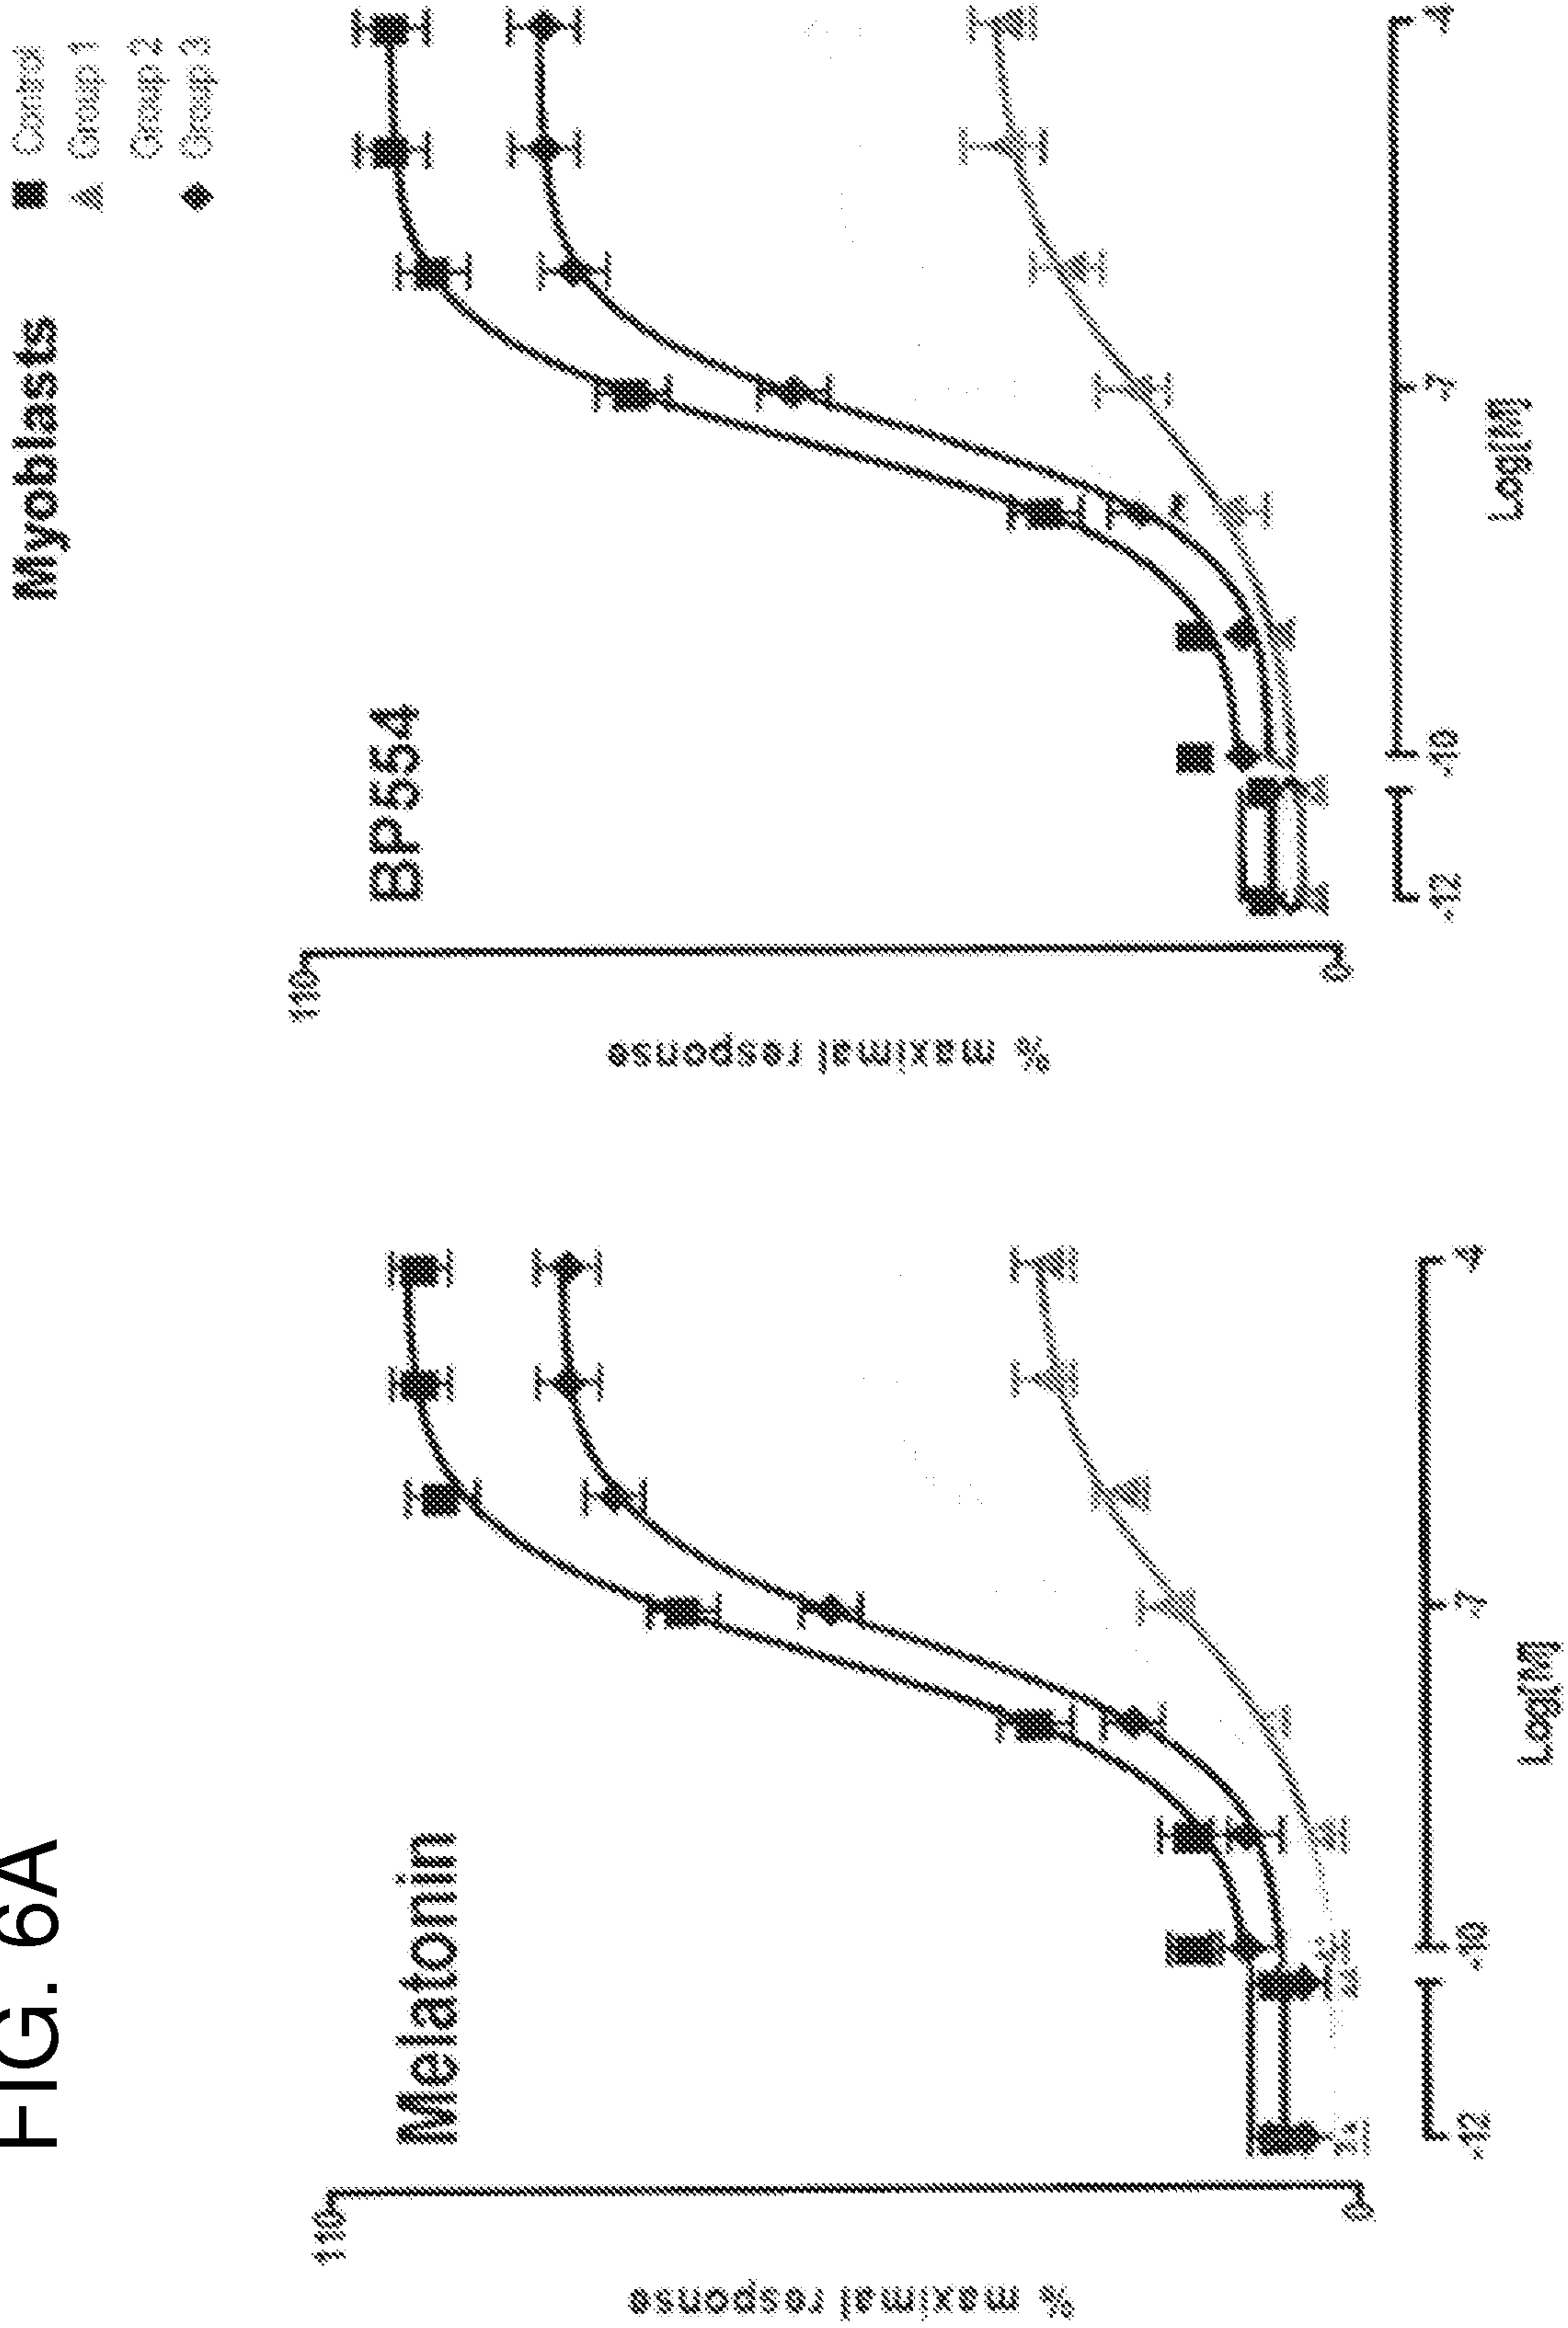 FIG. 6A
Myoblasts
Control
Group 1
Group 2
Group 3
Melatonin
110
0
% maximal response
-12
-10
-7
-4
Log[M]
BP554
110
0
% maximal response
-12
-10
-7
-4
Log[M]